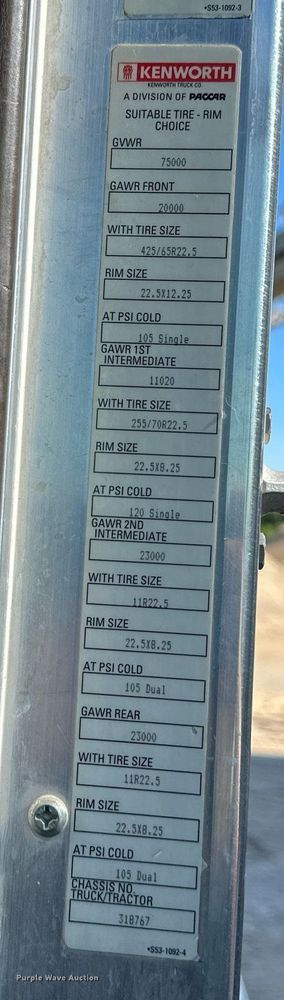 •S53-1092-3
KENWORTH
KENWORTH TRUCK CO.
A DIVISION OF PACCAR
SUITABLE TIRE - RIM
CHOICE
GVWR
75000
GAWR FRONT
20000
WITH TIRE SIZE
425/65R22.5
RIM SIZE
22.5X12.25
AT PSI COLD
105 Single
GAWR 1ST
INTERMEDIATE
11020
WITH TIRE SIZE
255/70R22.5
RIM SIZE
22.5X8.25
AT PSI COLD
120 Single
GAWR 2ND
INTERMEDIATE
23000
WITH TIRE SIZE
11R22.5
RIM SIZE
22.5X8.25
AT PSI COLD
105 Dual
GAWR REAR
23000
WITH TIRE SIZE
11R22.5
RIM SIZE
22.5X8.25
AT PSI COLD
105 Dual
CHASSIS NO.
TRUCK/TRACTOR
318767
•S53-1092-4
Purple Wave Auction